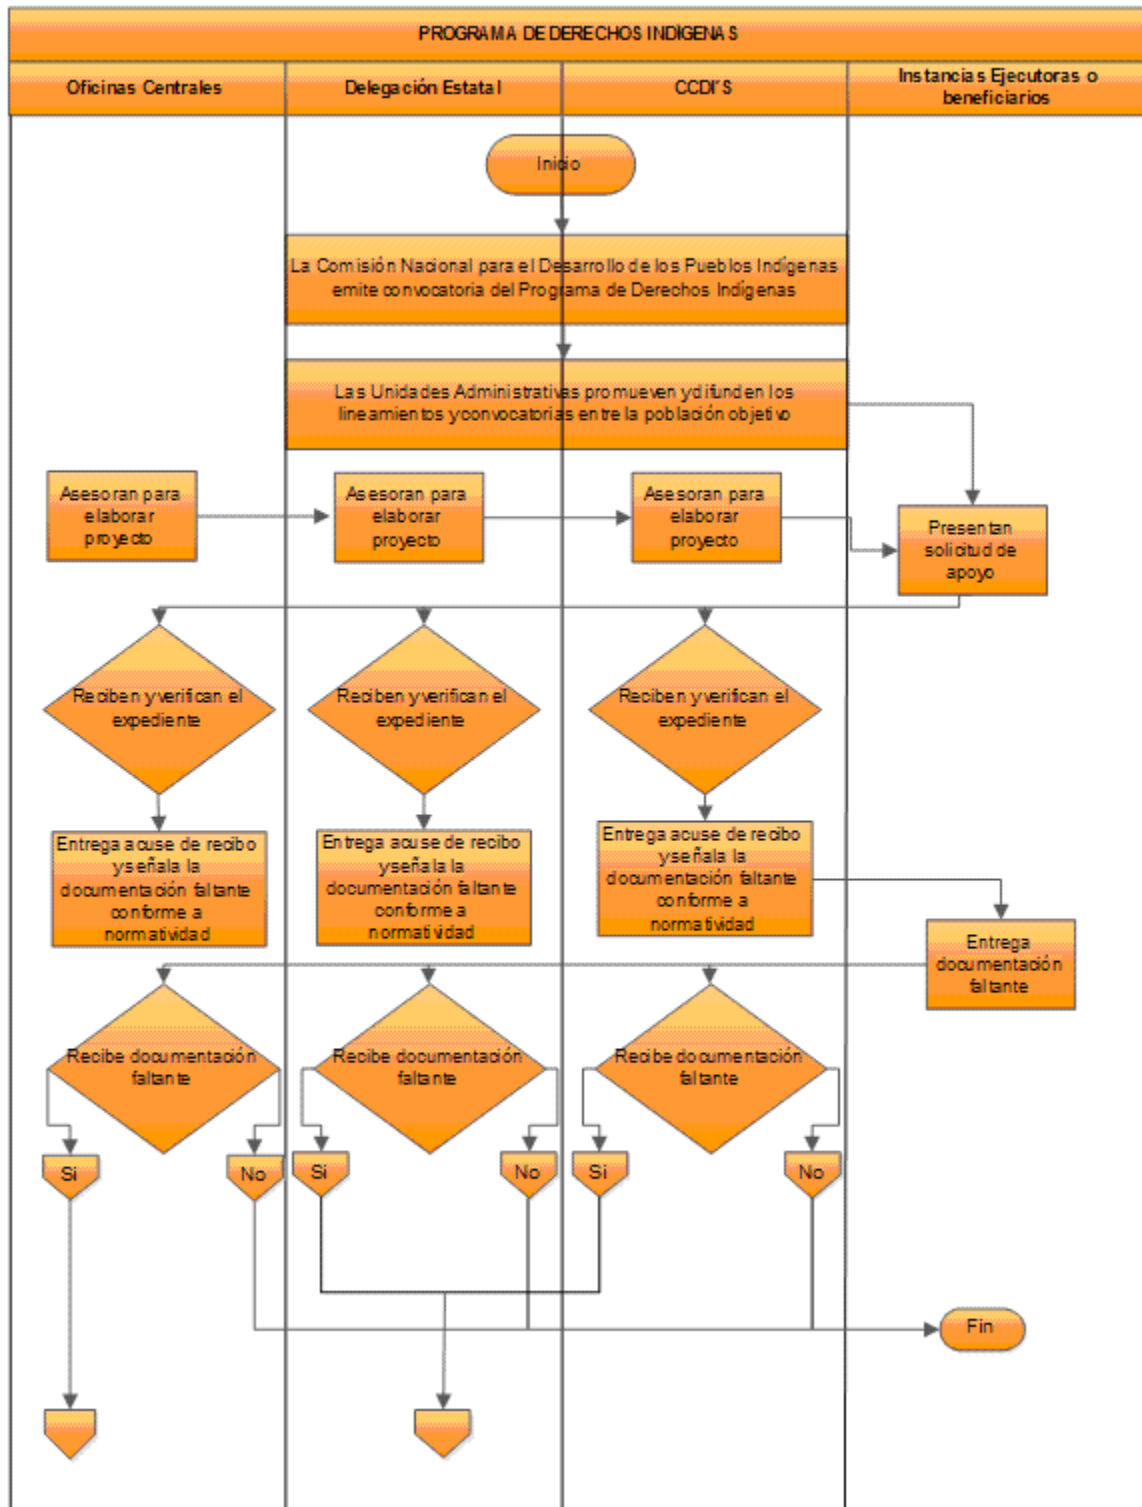 PROGRAMA DE DERECHOS INDÍGENAS
Oficinas Centrales
Delegación Estatal
CCDI'S
Instancias Ejecutoras o
beneficiarios
Inicio
La Comisión Nacional para el Desarrollo de los Pueblos Indígenas
emite convocatoria del Programa de Derechos Indígenas
Las Unidades Administrativas promueven y difunden los
lineamientos y convocatorias entre la población objetivo
Asesoran para
elaborar
proyecto
Asesoran para
elaborar
proyecto
Asesoran para
elaborar
proyecto
Presentan
solicitud de
apoyo
Reciben y verifican el
expediente
Reciben y verifican el
expediente
Reciben y verifican el
expediente
Entrega acuse de recibo
y señala la
documentación faltante
conforme a
normatividad
Entrega acuse de recibo
y señala la
documentación faltante
conforme a
normatividad
Entrega acuse de recibo
y señala la
documentación faltante
conforme a
normatividad
Entrega
documentación
faltante
Recibe documentación
faltante
Recibe documentación
faltante
Recibe documentación
faltante
Si
No
Si
No
Si
No
Fin